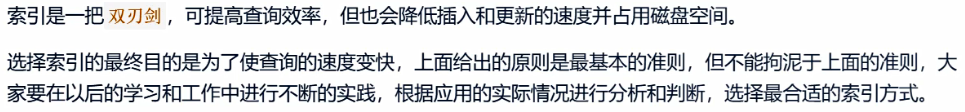 索引是一把 双刃剑 ，可提高查询效率，但也会降低插入和更新的速度并占用磁盘空间。
选择索引的最终目的是为了使查询的速度变快，上面给出的原则是最基本的准则，但不能拘泥于上面的准则，大
家要在以后的学习和工作中进行不断的实践，根据应用的实际情况进行分析和判断，选择最合适的索引方式。